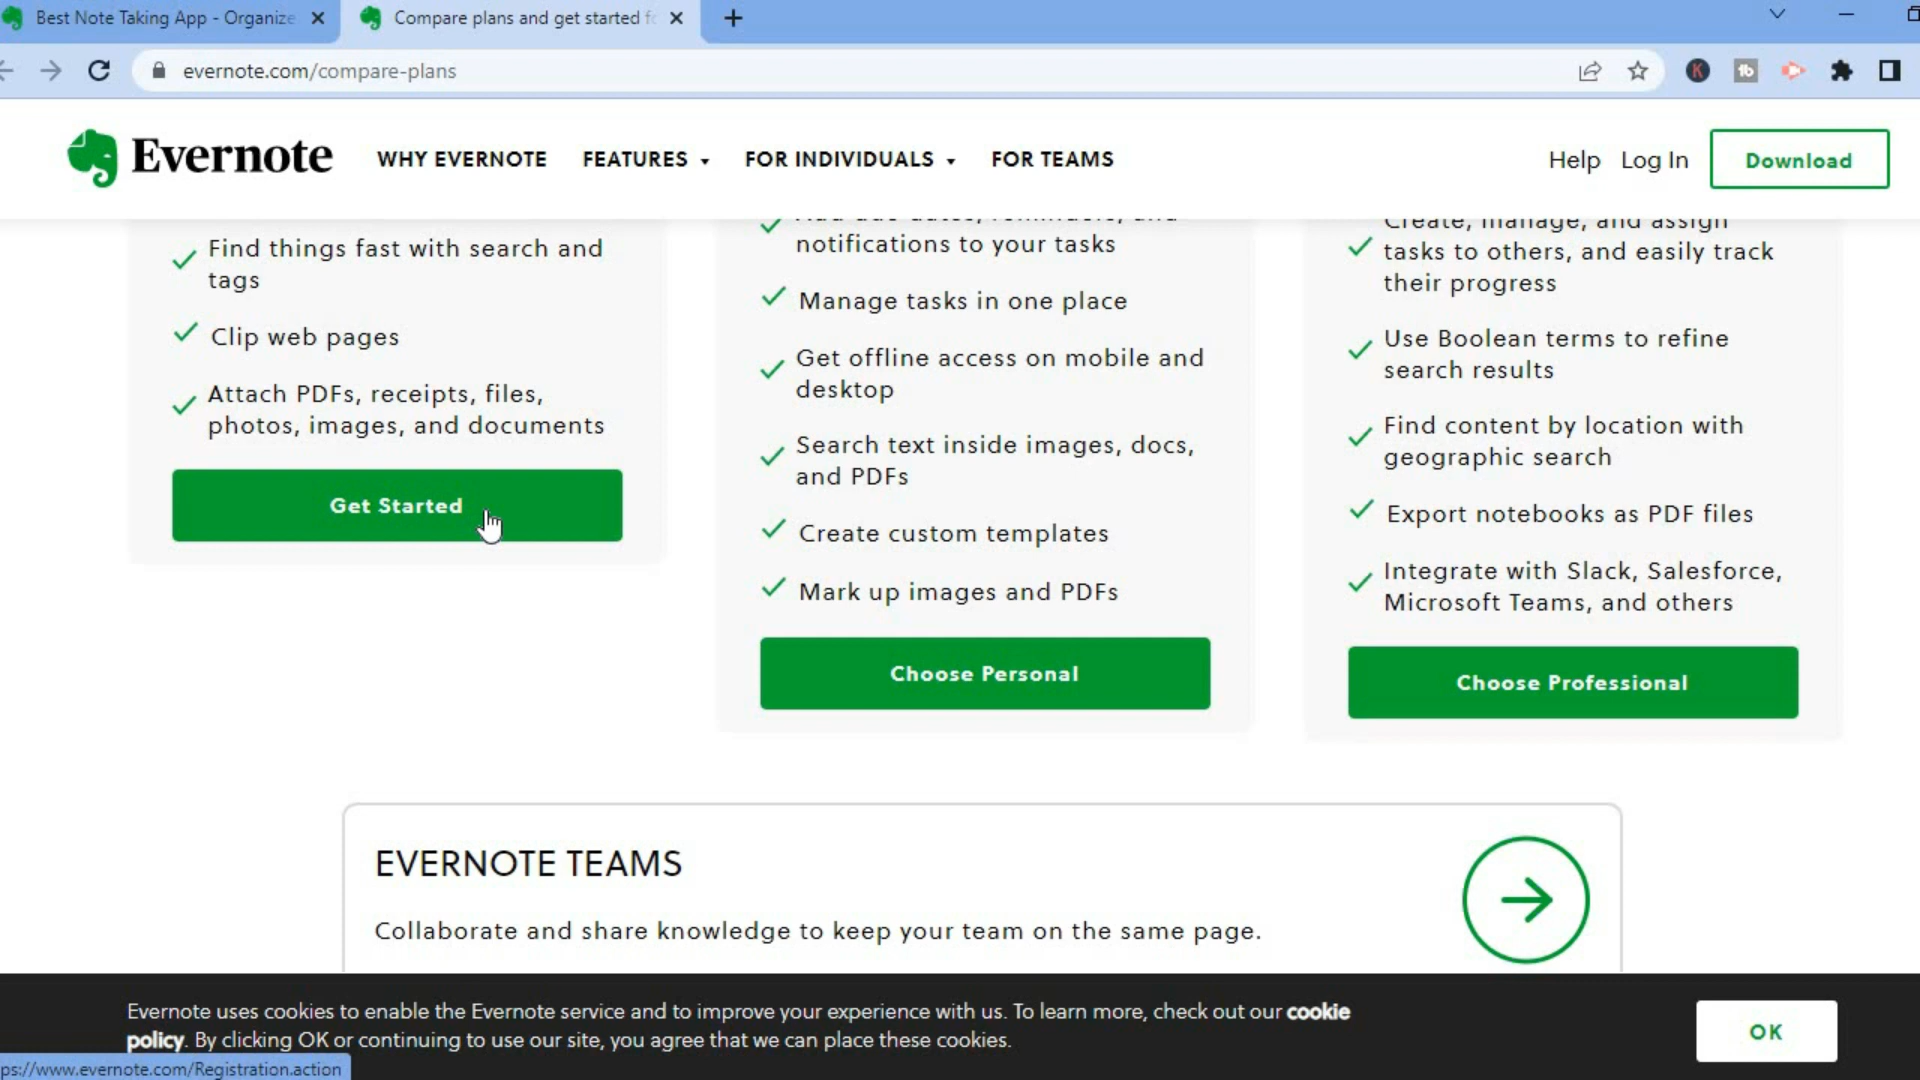 Best Note Taking App - Organize
Compare plans and get started f
evernote.com/compare-plans
Evernote
WHY EVERNOTE
FEATURES
FOR INDIVIDUALS
FOR TEAMS
Help
Log In
Download
Find things fast with search and
tags
Clip web pages
Attach PDFs, receipts, files,
photos, images, and documents
Get Started
Add due dates, reminders, and
notifications to your tasks
Manage tasks in one place
Get offline access on mobile and
desktop
Search text inside images, docs,
and PDFs
Create custom templates
Mark up images and PDFs
Choose Personal
Create, manage, and assign
tasks to others, and easily track
their progress
Use Boolean terms to refine
search results
Find content by location with
geographic search
Export notebooks as PDF files
Integrate with Slack, Salesforce,
Microsoft Teams, and others
Choose Professional
EVERNOTE TEAMS
Collaborate and share knowledge to keep your team on the same page.
Evernote uses cookies to enable the Evernote service and to improve your experience with us. To learn more, check out our cookie
policy. By clicking OK or continuing to use our site, you agree that we can place these cookies.
OK
ps://www.evernote.com/Registration.action